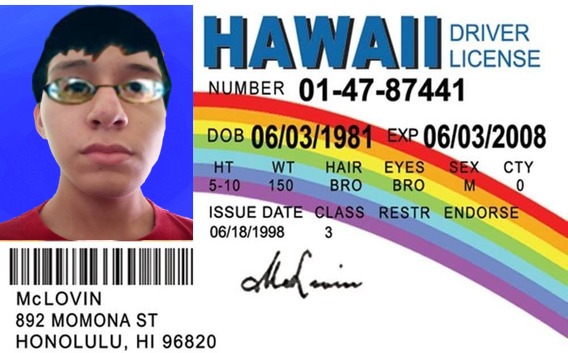 HAWAII DRIVER LICENSE
NUMBER 01-47-87441
DOB 06/03/1981 EXP 06/03/2008
HT WT HAIR EYES SEX CTY
5-10 150 BRO BRO M 0
ISSUE DATE CLASS RESTR ENDORSE
06/18/1998 3
McLovin
McLOVIN
892 MOMONA ST
HONOLULU, HI 96820